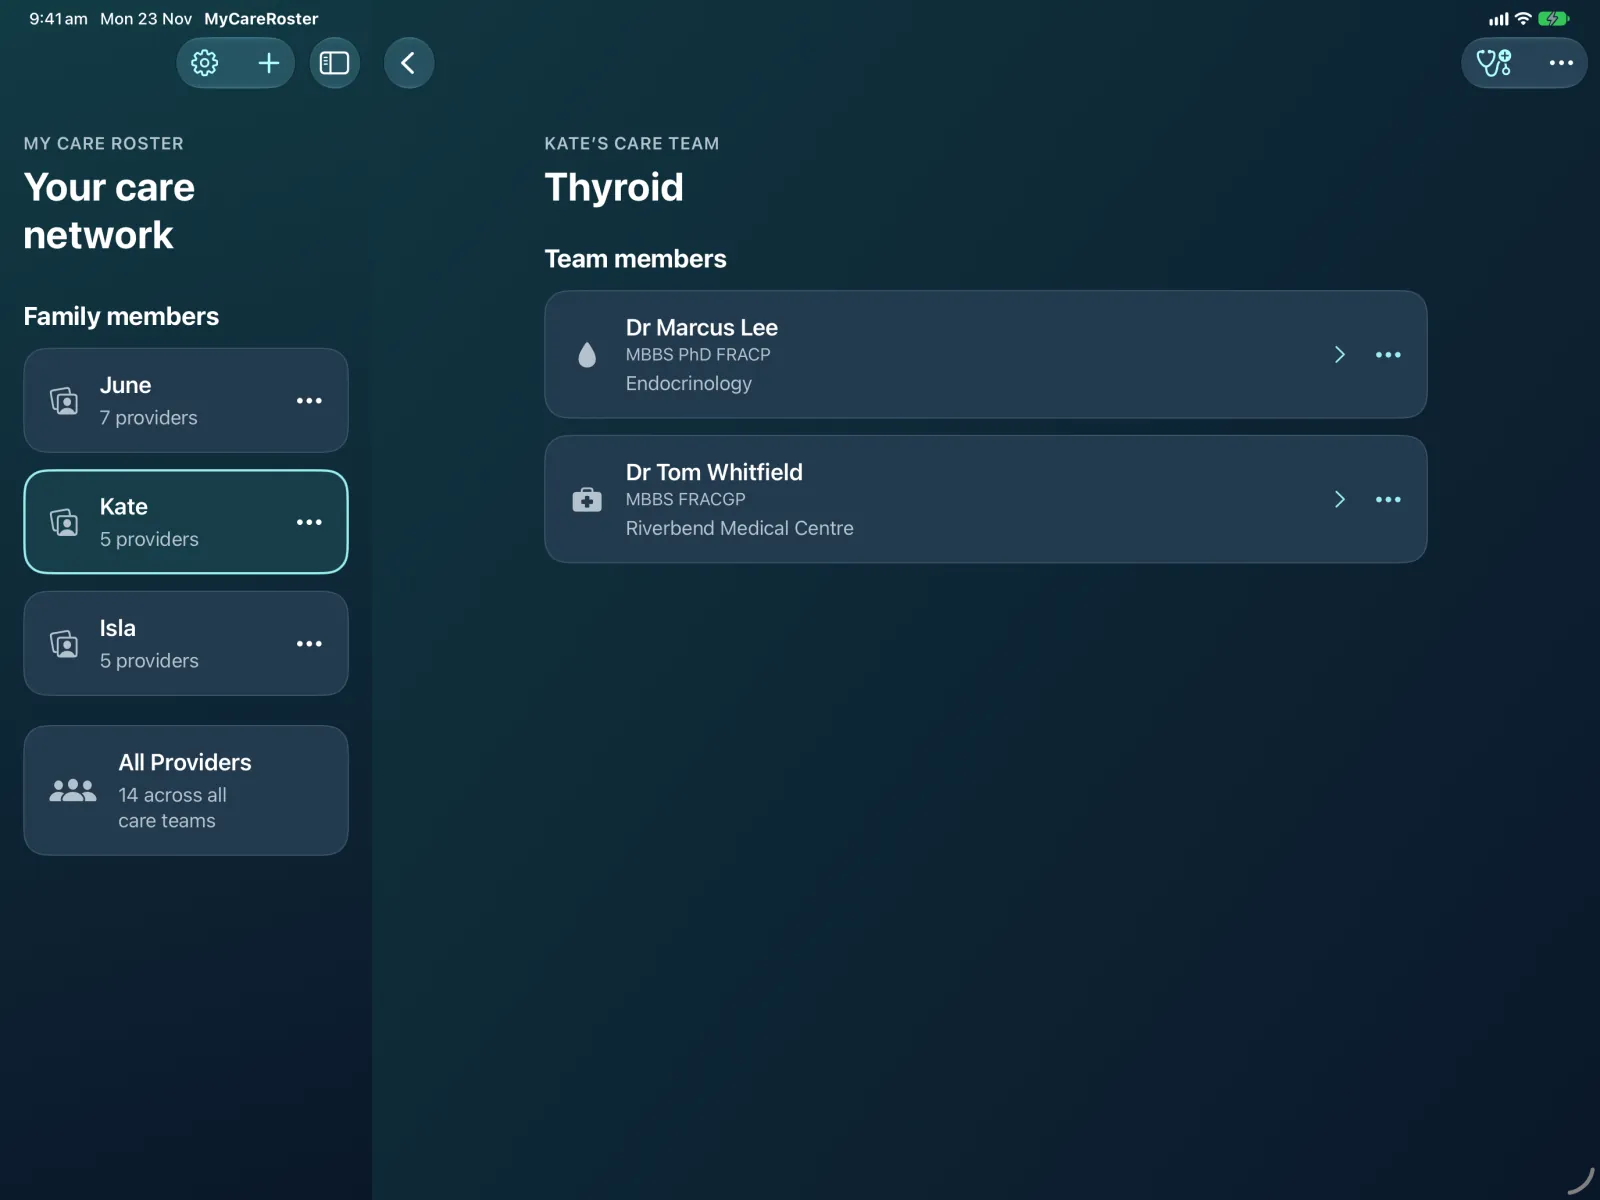 9:41am Mon 23 Nov MyCareRoster
MY CARE ROSTER
Your care
network
Family members
June
7 providers
Kate
5 providers
Isla
5 providers
All Providers
14 across all
care teams
KATE’S CARE TEAM
Thyroid
Team members
Dr Marcus Lee
MBBS PhD FRACP
Endocrinology
Dr Tom Whitfield
MBBS FRACGP
Riverbend Medical Centre